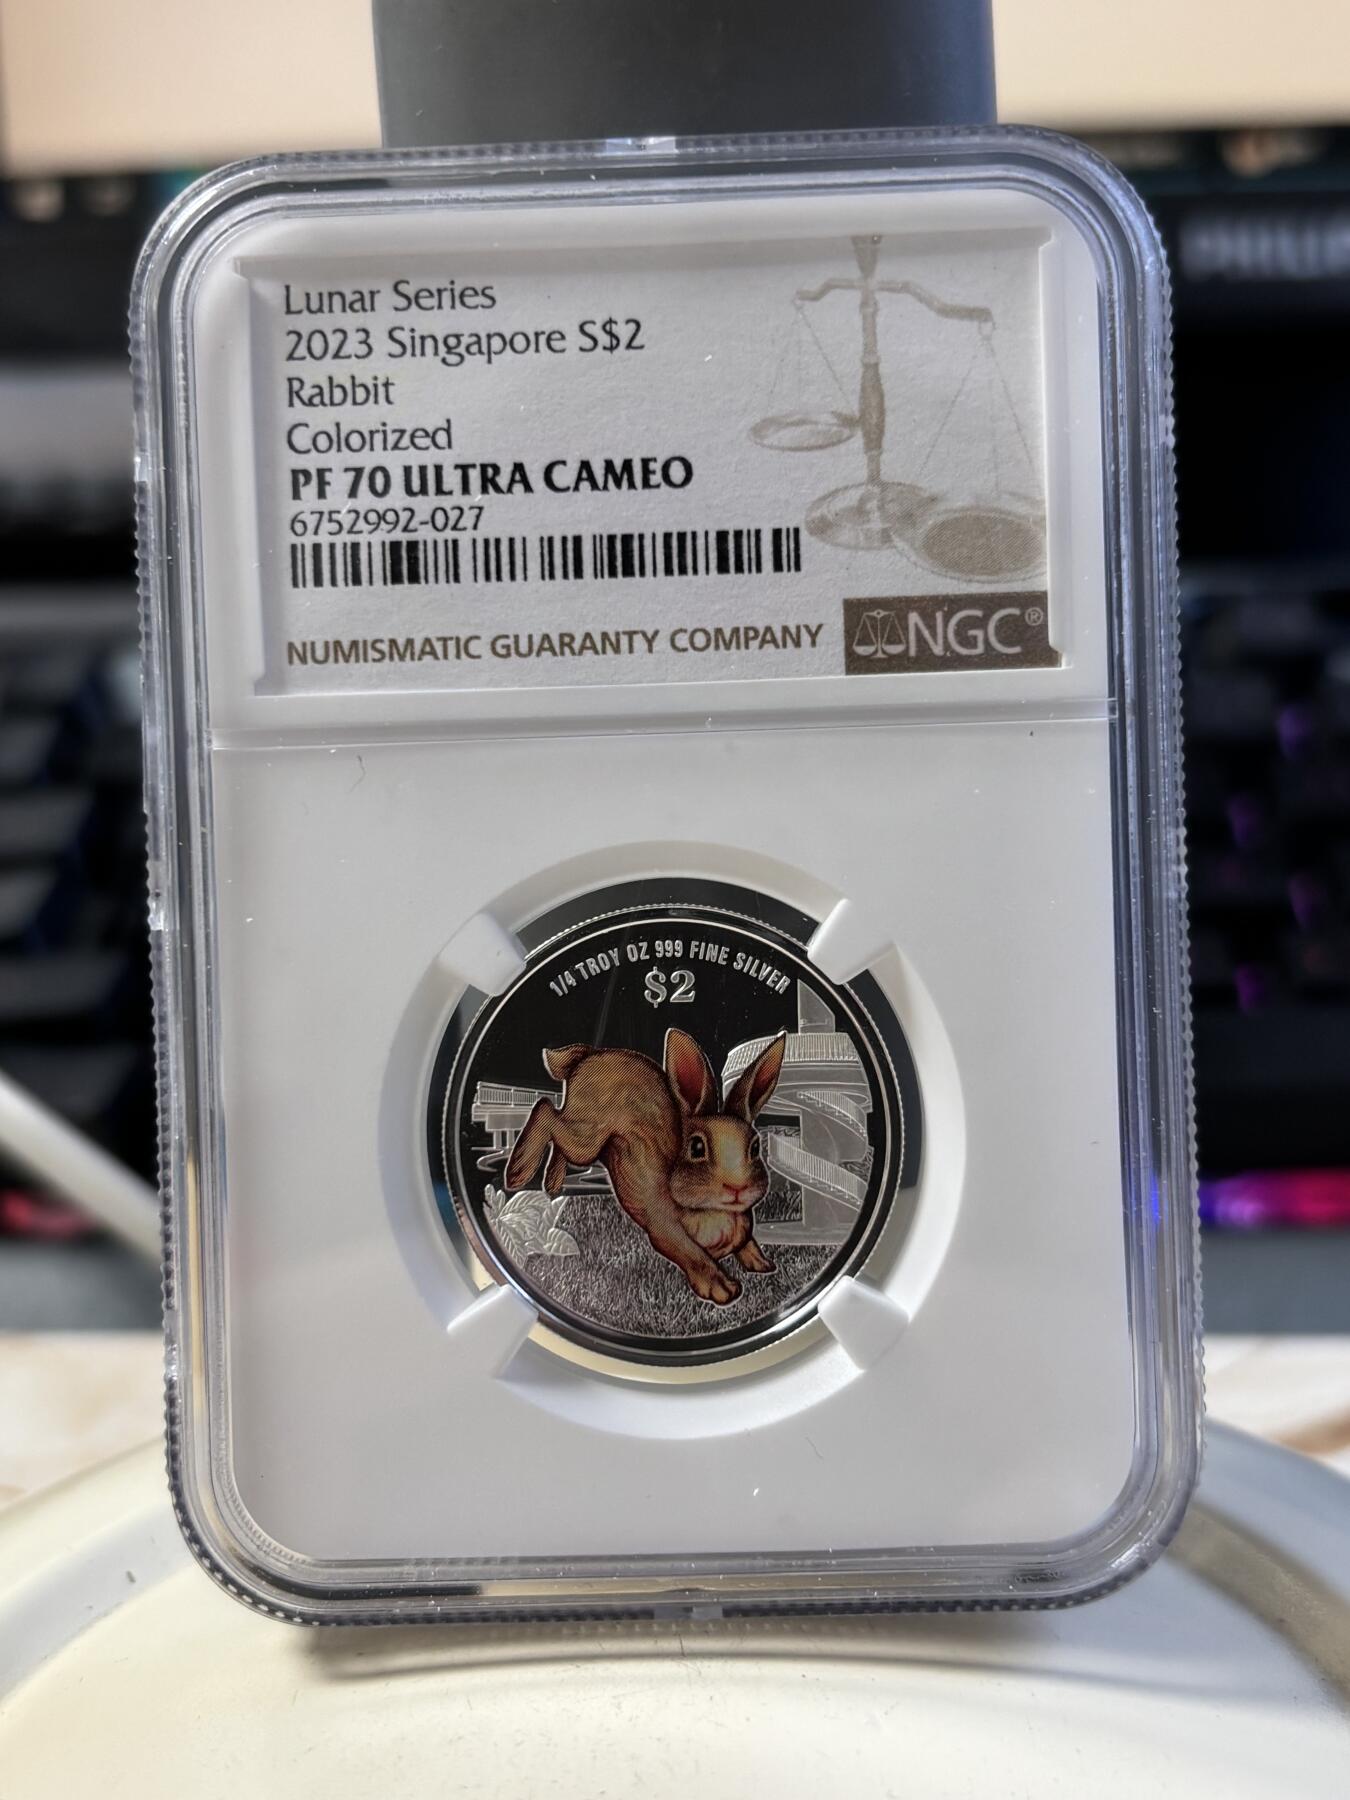 Lunar Series
2023 Singapore S$2
Rabbit
Colorized
PF 70 ULTRA CAMEO
6752992-027
NUMISMATIC GUARANTY COMPANY
NGC®
1/4 TROY OZ 999 FINE SILVER
$2